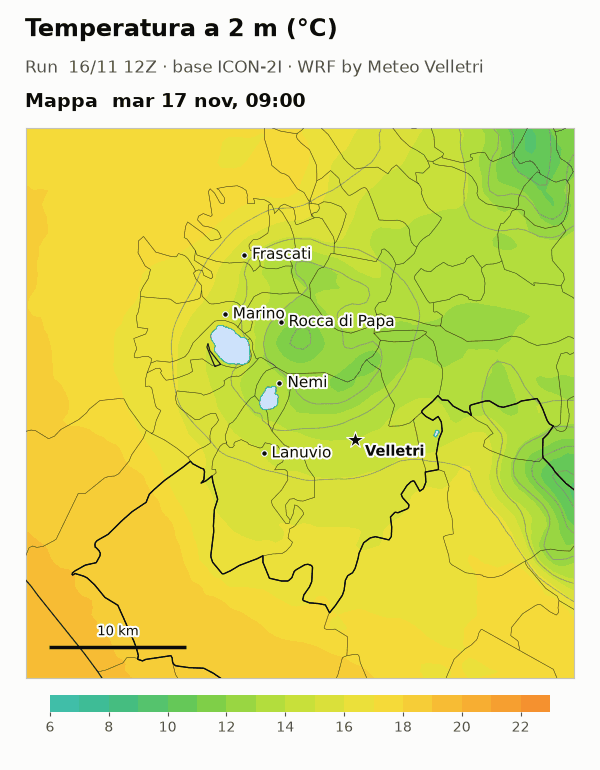 Temperatura a 2 m (°C)
Run  16/11 12Z · base ICON-2I · WRF by Meteo Velletri
Mappa  mar 17 nov, 09:00
Frascati
Marino
Rocca di Papa
Nemi
Velletri
Lanuvio
10 km
6 8 10 12 14 16 18 20 22